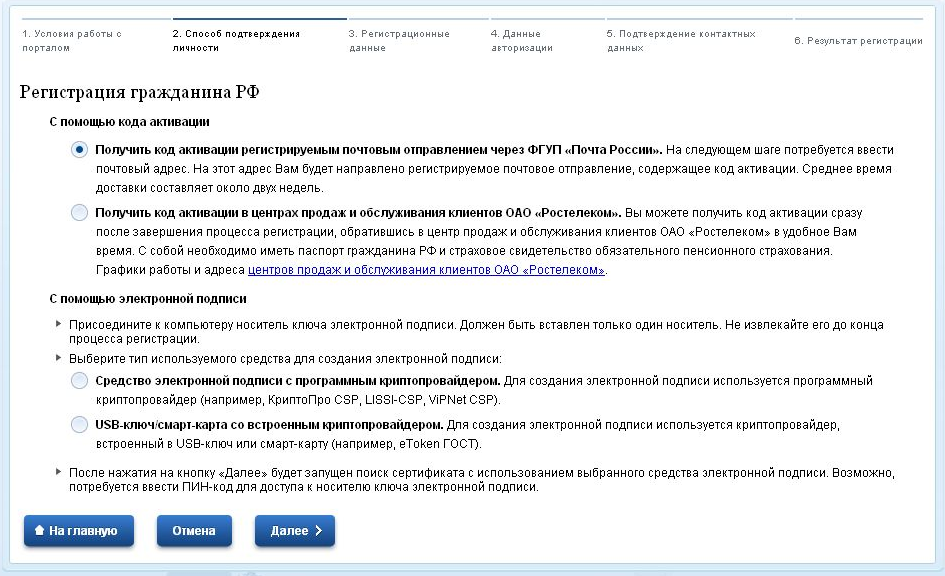 1. Условия работы с
порталом
2. Способ подтверждения
личности
3. Регистрационные
данные
4. Данные
авторизации
5. Подтверждение контактных
данных
6. Результат регистрации
Регистрация гражданина РФ
С помощью кода активации
Получить код активации регистрируемым почтовым отправлением через ФГУП «Почта России». На следующем шаге потребуется ввести
почтовый адрес. На этот адрес Вам будет направлено регистрируемое почтовое отправление, содержащее код активации. Среднее время
доставки составляет около двух недель.
Получить код активации в центрах продаж и обслуживания клиентов ОАО «Ростелеком». Вы можете получить код активации сразу
после завершения процесса регистрации, обратившись в центр продаж и обслуживания клиентов ОАО «Ростелеком» в удобное Вам
время. С собой необходимо иметь паспорт гражданина РФ и страховое свидетельство обязательного пенсионного страхования.
Графики работы и адреса центров продаж и обслуживания клиентов ОАО «Ростелеком».
С помощью электронной подписи
Присоедините к компьютеру носитель ключа электронной подписи. Должен быть вставлен только один носитель. Не извлекайте его до конца
процесса регистрации.
Выберите тип используемого средства для создания электронной подписи:
Средство электронной подписи с программным криптопровайдером. Для создания электронной подписи используется программный
криптопровайдер (например, КриптоПро CSP, LISSI-CSP, ViPNet CSP).
USB-ключ/смарт-карта со встроенным криптопровайдером. Для создания электронной подписи используется криптопровайдер,
встроенный в USB-ключ или смарт-карту (например, eToken ГОСТ).
После нажатия на кнопку «Далее» будет запущен поиск сертификата с использованием выбранного средства электронной подписи. Возможно,
потребуется ввести ПИН-код для доступа к носителю ключа электронной подписи.
На главную
Отмена
Далее